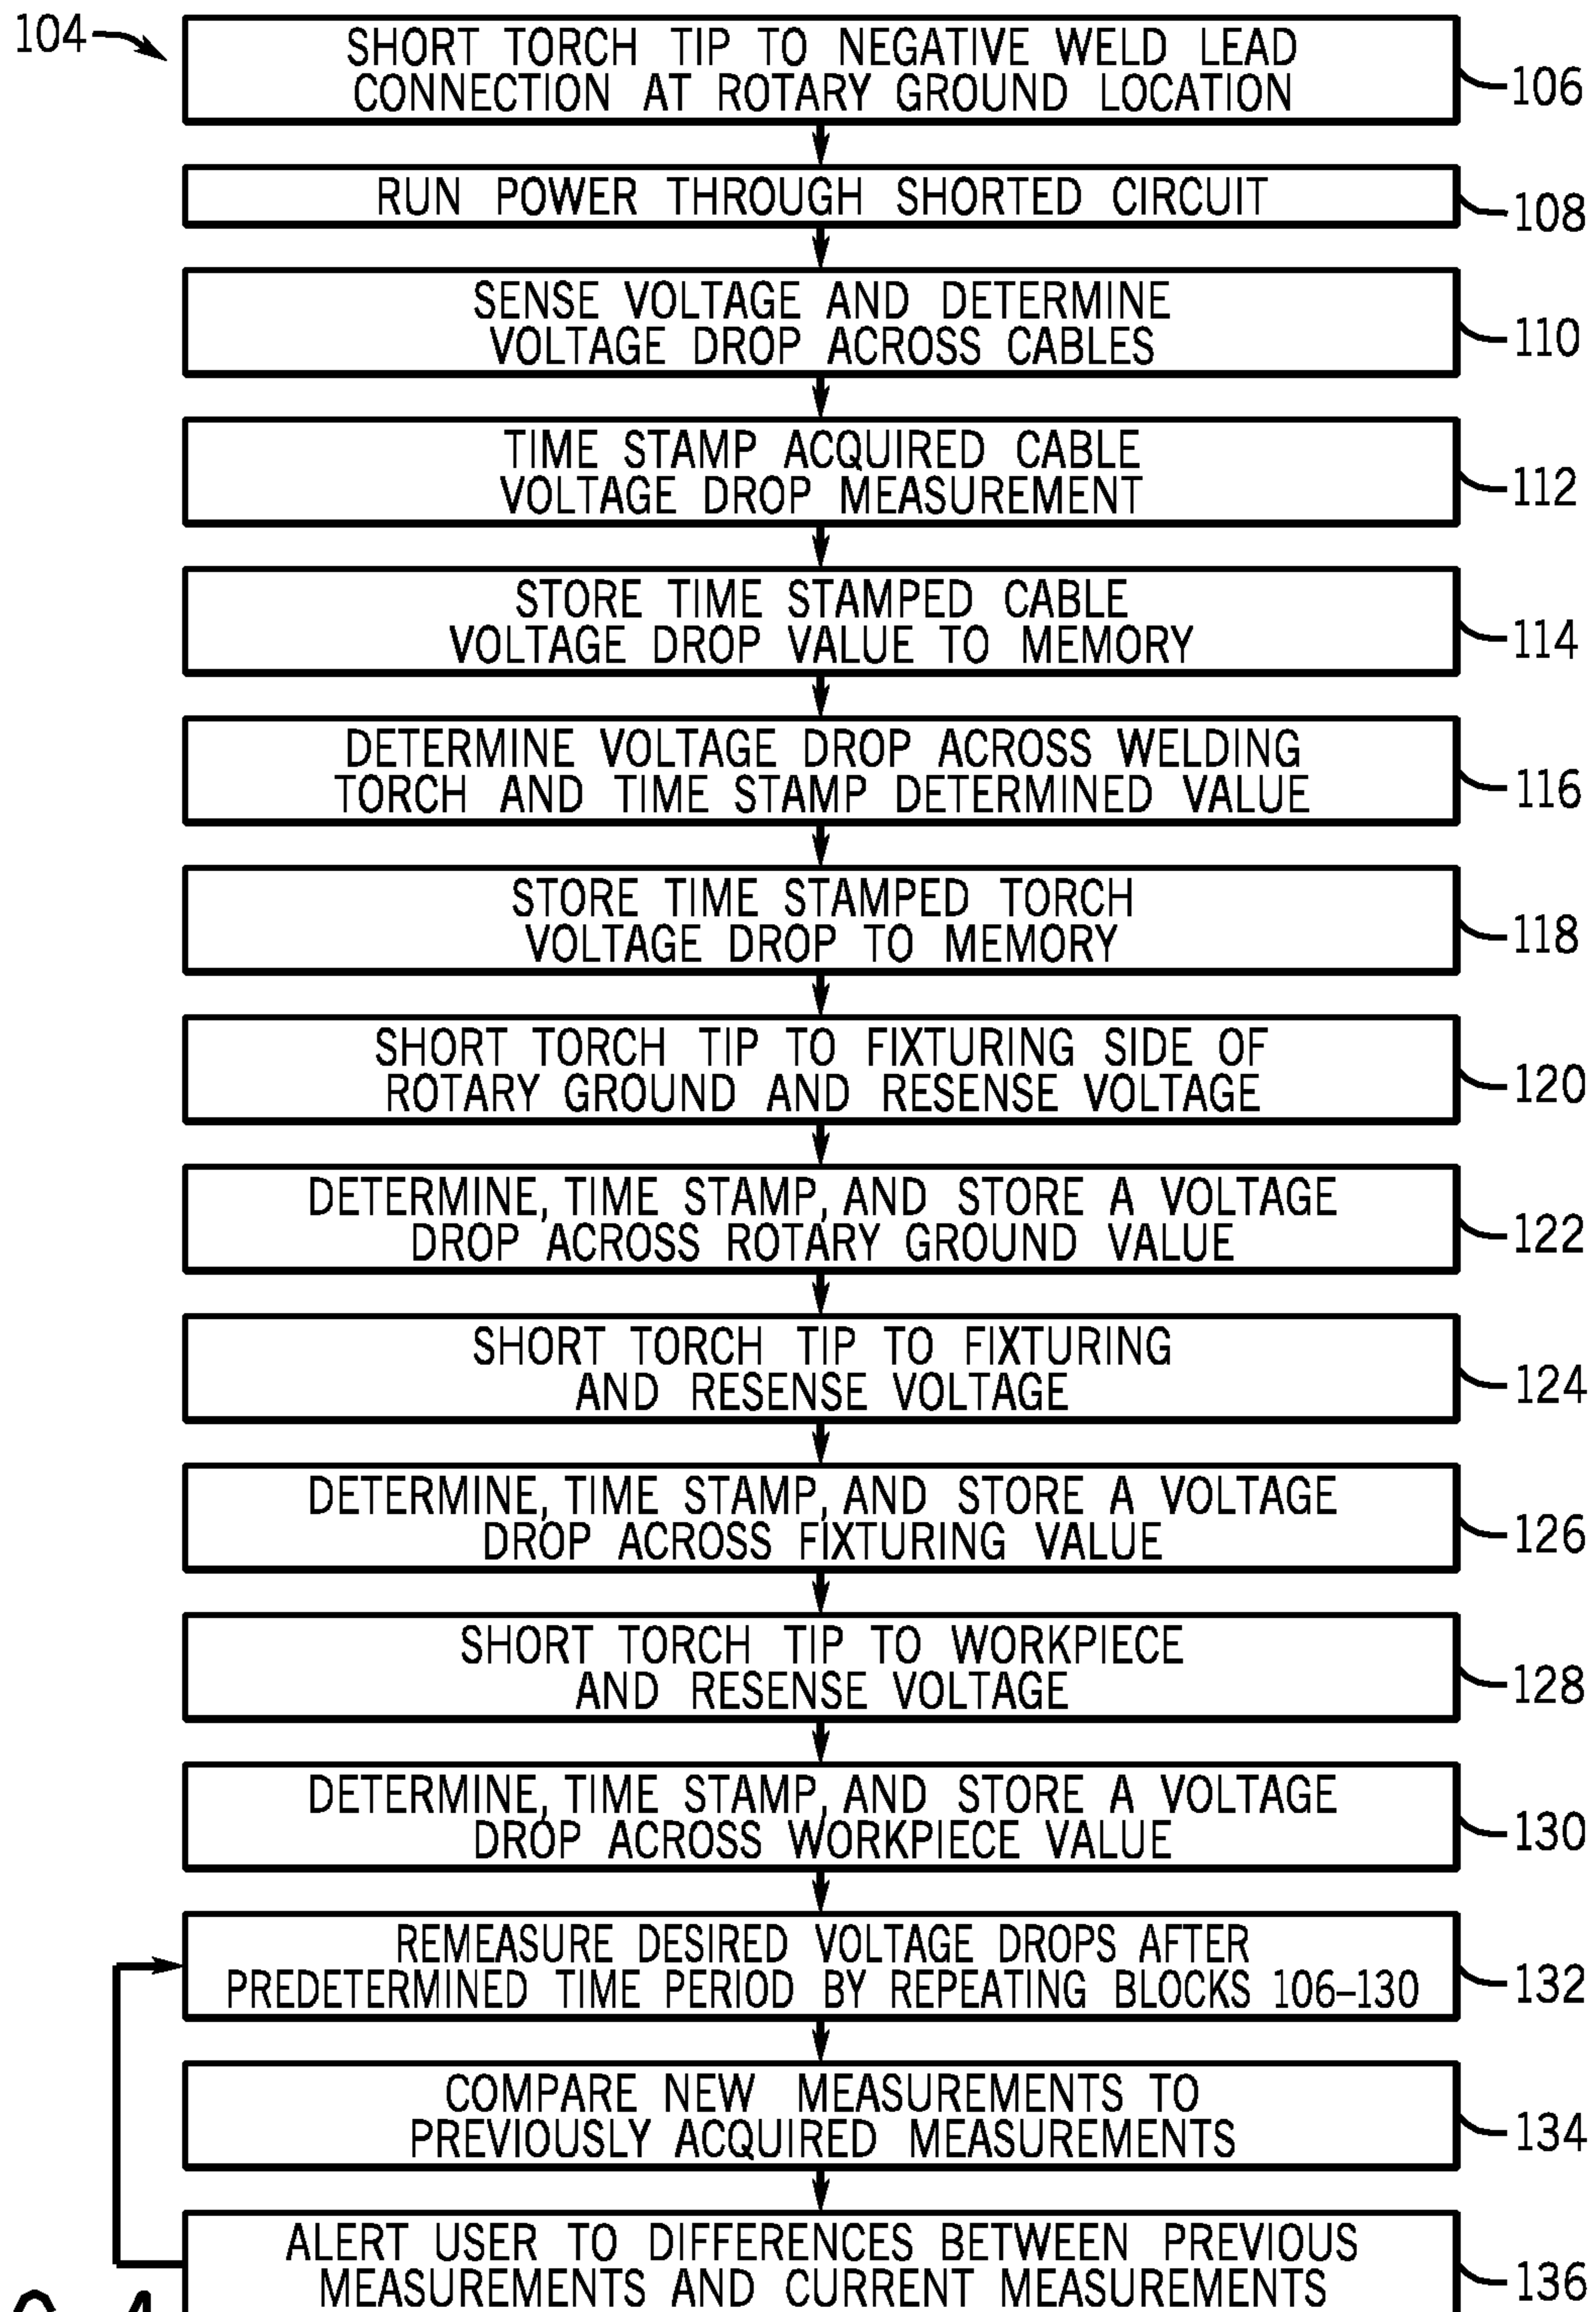 104
SHORT TORCH TIP TO NEGATIVE WELD LEAD
CONNECTION AT ROTARY GROUND LOCATION
106
RUN POWER THROUGH SHORTED CIRCUIT
108
SENSE VOLTAGE AND DETERMINE
VOLTAGE DROP ACROSS CABLES
110
TIME STAMP ACQUIRED CABLE
VOLTAGE DROP MEASUREMENT
112
STORE TIME STAMPED CABLE
VOLTAGE DROP VALUE TO MEMORY
114
DETERMINE VOLTAGE DROP ACROSS WELDING
TORCH AND TIME STAMP DETERMINED VALUE
116
STORE TIME STAMPED TORCH
VOLTAGE DROP TO MEMORY
118
SHORT TORCH TIP TO FIXTURING SIDE OF
ROTARY GROUND AND RESENSE VOLTAGE
120
DETERMINE, TIME STAMP, AND STORE A VOLTAGE
DROP ACROSS ROTARY GROUND VALUE
122
SHORT TORCH TIP TO FIXTURING
AND RESENSE VOLTAGE
124
DETERMINE, TIME STAMP, AND STORE A VOLTAGE
DROP ACROSS FIXTURING VALUE
126
SHORT TORCH TIP TO WORKPIECE
AND RESENSE VOLTAGE
128
DETERMINE, TIME STAMP, AND STORE A VOLTAGE
DROP ACROSS WORKPIECE VALUE
130
REMEASURE DESIRED VOLTAGE DROPS AFTER
PREDETERMINED TIME PERIOD BY REPEATING BLOCKS 106–130
132
COMPARE NEW MEASUREMENTS TO
PREVIOUSLY ACQUIRED MEASUREMENTS
134
ALERT USER TO DIFFERENCES BETWEEN PREVIOUS
MEASUREMENTS AND CURRENT MEASUREMENTS
136